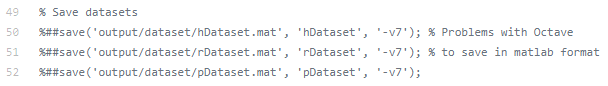 49 % Save datasets
50 %##save('output/dataset/hDataset.mat', 'hDataset', '-v7'); % Problems with Octave
51 %##save('output/dataset/rDataset.mat', 'rDataset', '-v7'); % to save in matlab format
52 %##save('output/dataset/pDataset.mat', 'pDataset', '-v7');